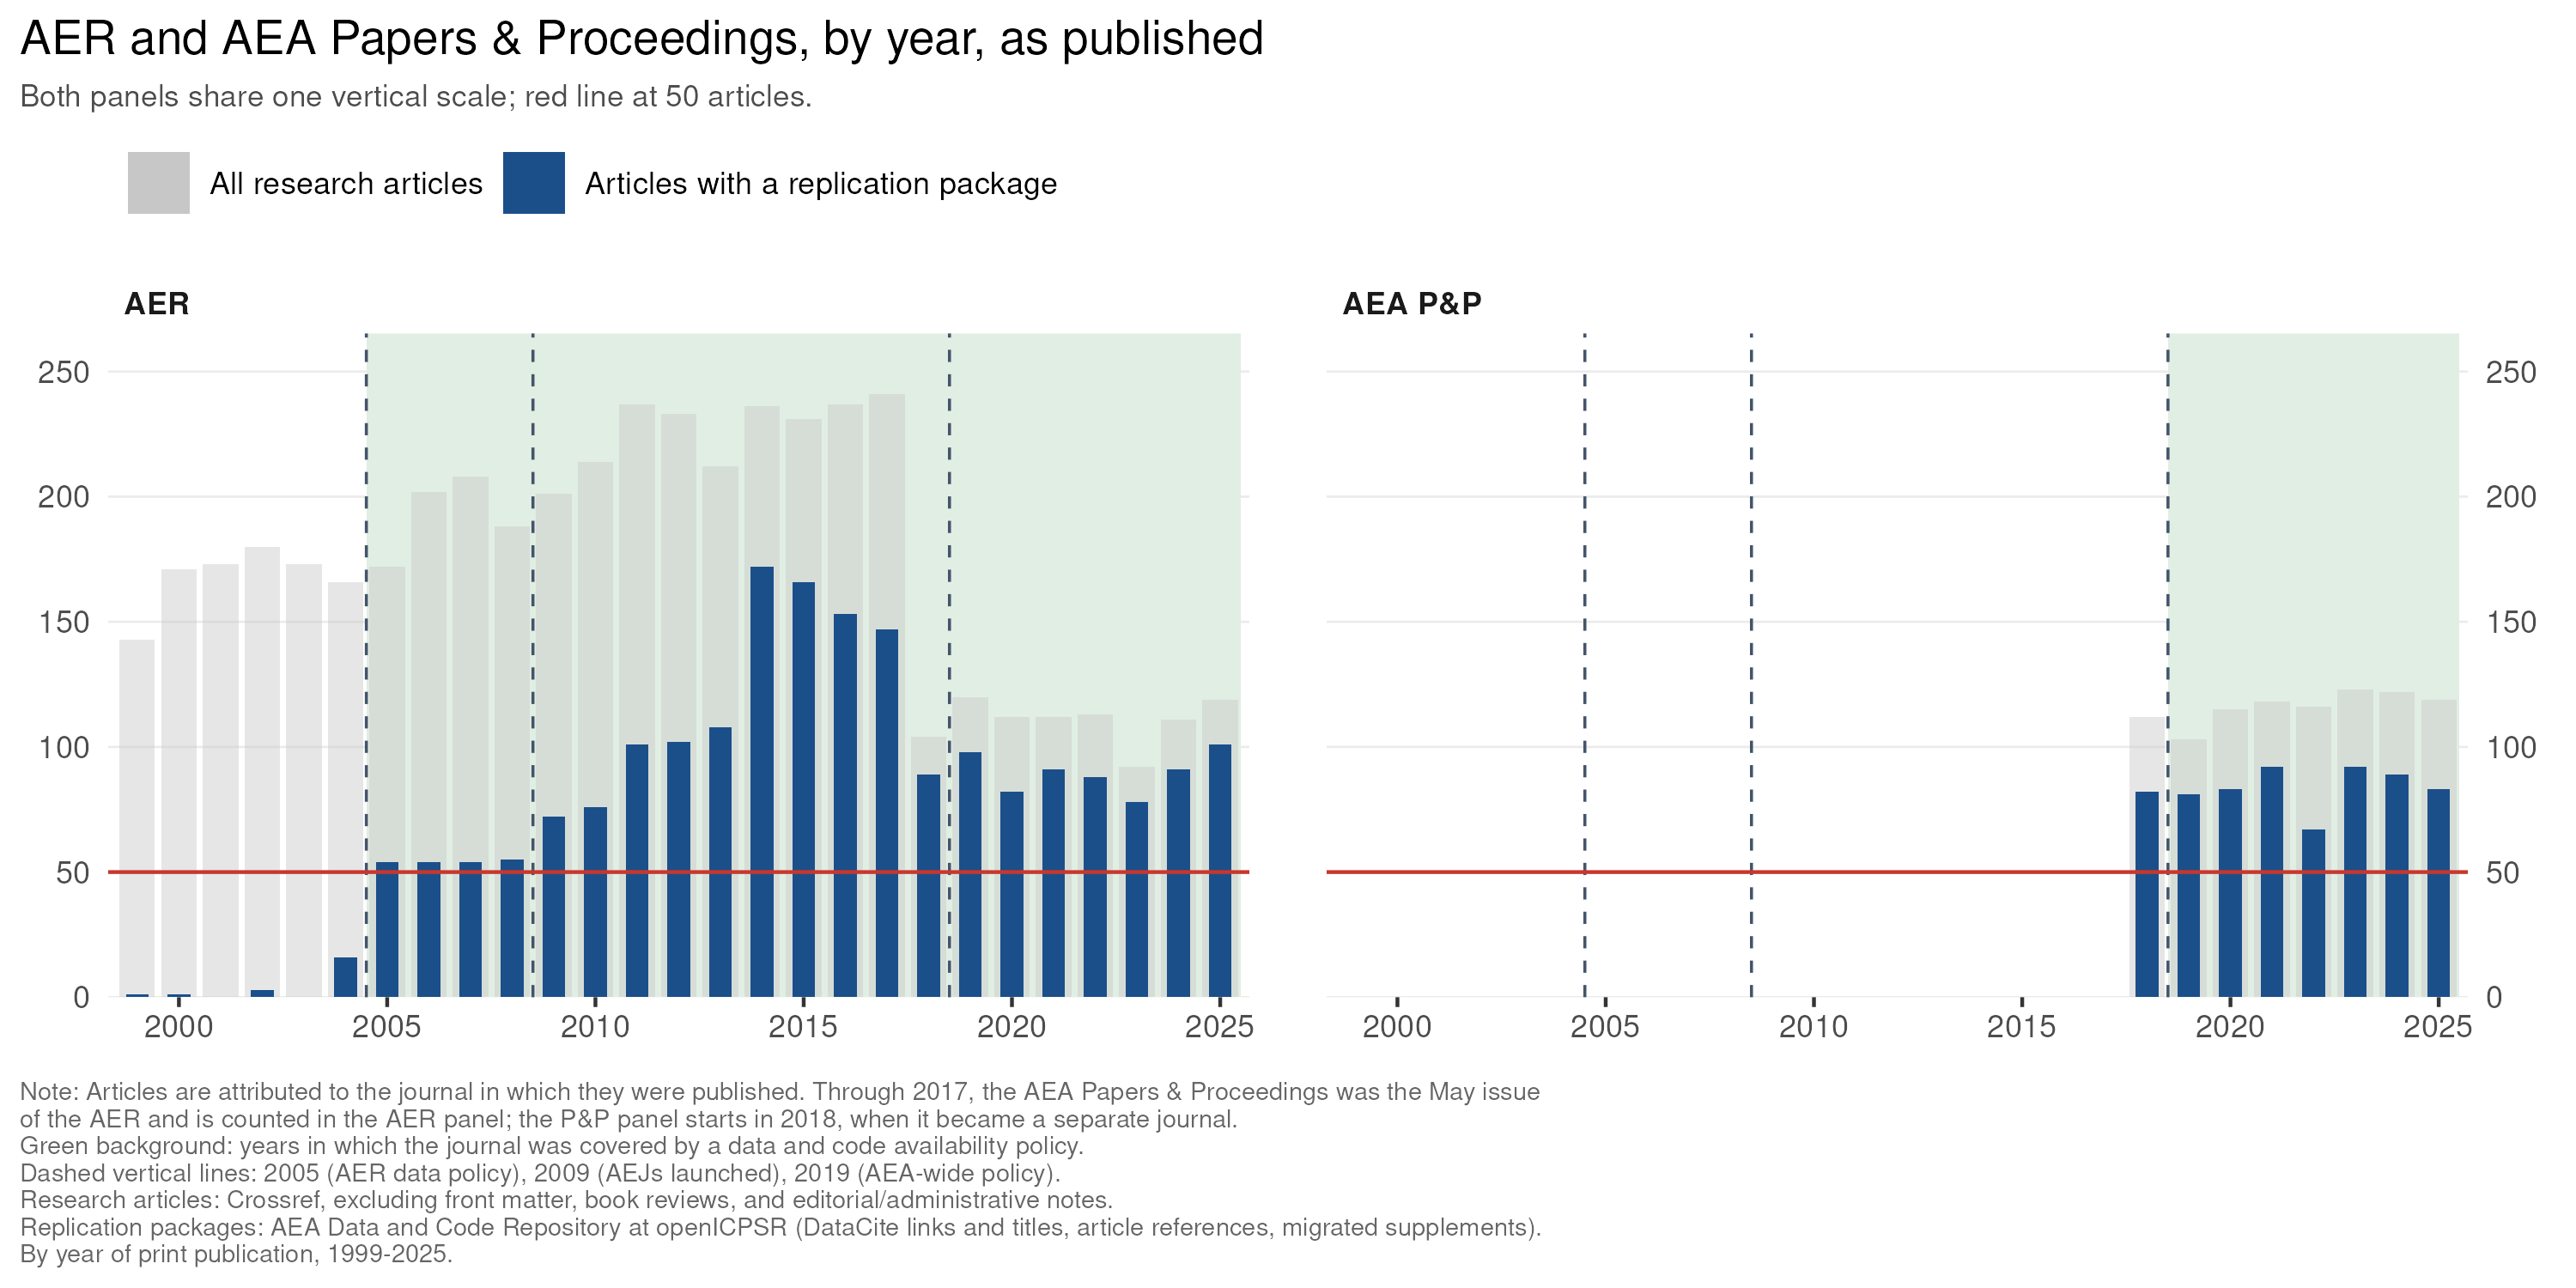 AER and AEA Papers & Proceedings, by year, as published
Both panels share one vertical scale; red line at 50 articles.
All research articles
Articles with a replication package
AER
AEA P&P
250
200
150
100
50
0
2000
2005
2010
2015
2020
2025
2000
2005
2010
2015
2020
2025
250
200
150
100
50
0
Note: Articles are attributed to the journal in which they were published. Through 2017, the AEA Papers & Proceedings was the May issue
of the AER and is counted in the AER panel; the P&P panel starts in 2018, when it became a separate journal.
Green background: years in which the journal was covered by a data and code availability policy.
Dashed vertical lines: 2005 (AER data policy), 2009 (AEJs launched), 2019 (AEA-wide policy).
Research articles: Crossref, excluding front matter, book reviews, and editorial/administrative notes.
Replication packages: AEA Data and Code Repository at openICPSR (DataCite links and titles, article references, migrated supplements).
By year of print publication, 1999-2025.